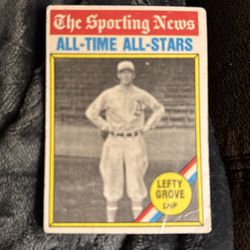 The Sporting News
ALL-TIME ALL-STARS
LEFTY
GROVE
LHP